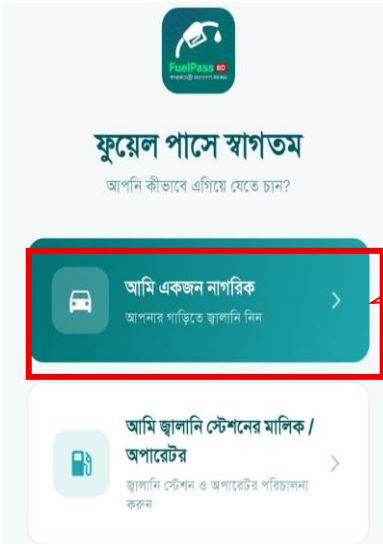 FuelPass BD
ফুয়েল পাসে স্বাগতম
আপনি কীভাবে এগিয়ে যেতে চান?
আমি একজন নাগরিক
আপনার গাড়িতে জ্বালানি নিন
আমি জ্বালানি স্টেশনের মালিক /
অপারেটর
জ্বালানি স্টেশন ও অপারেটর পরিচালনা
করুন